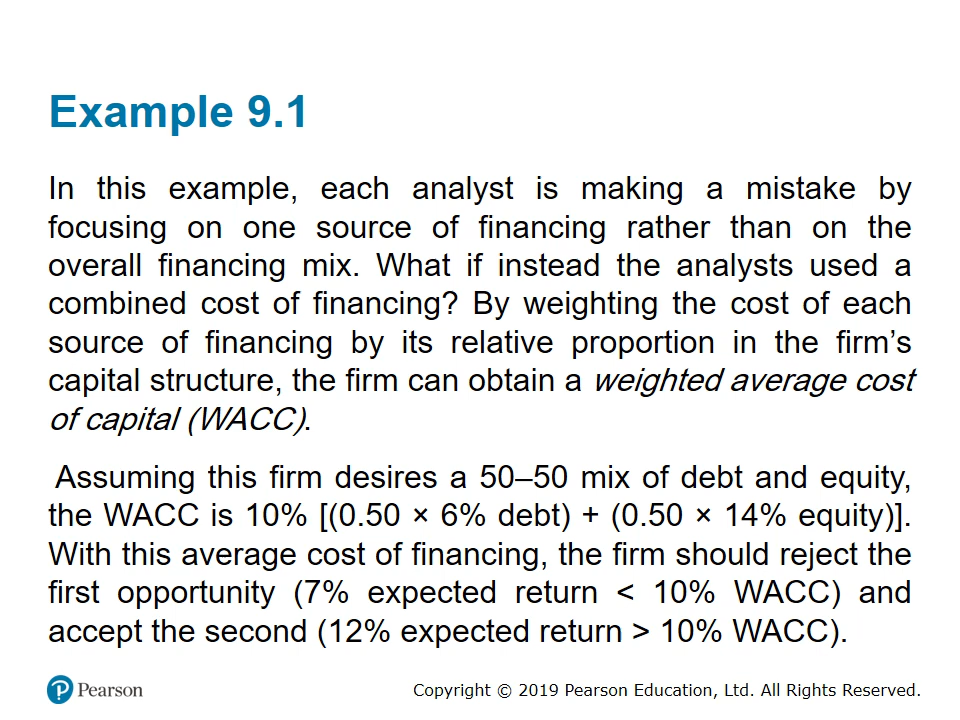 Example 9.1
In this example, each analyst is making a mistake by
focusing on one source of financing rather than on the
overall financing mix. What if instead the analysts used a
combined cost of financing? By weighting the cost of each
source of financing by its relative proportion in the firm’s
capital structure, the firm can obtain a weighted average cost
of capital (WACC).
Assuming this firm desires a 50–50 mix of debt and equity,
the WACC is 10% [(0.50 × 6% debt) + (0.50 × 14% equity)].
With this average cost of financing, the firm should reject the
first opportunity (7% expected return < 10% WACC) and
accept the second (12% expected return > 10% WACC).
P Pearson
Copyright © 2019 Pearson Education, Ltd. All Rights Reserved.